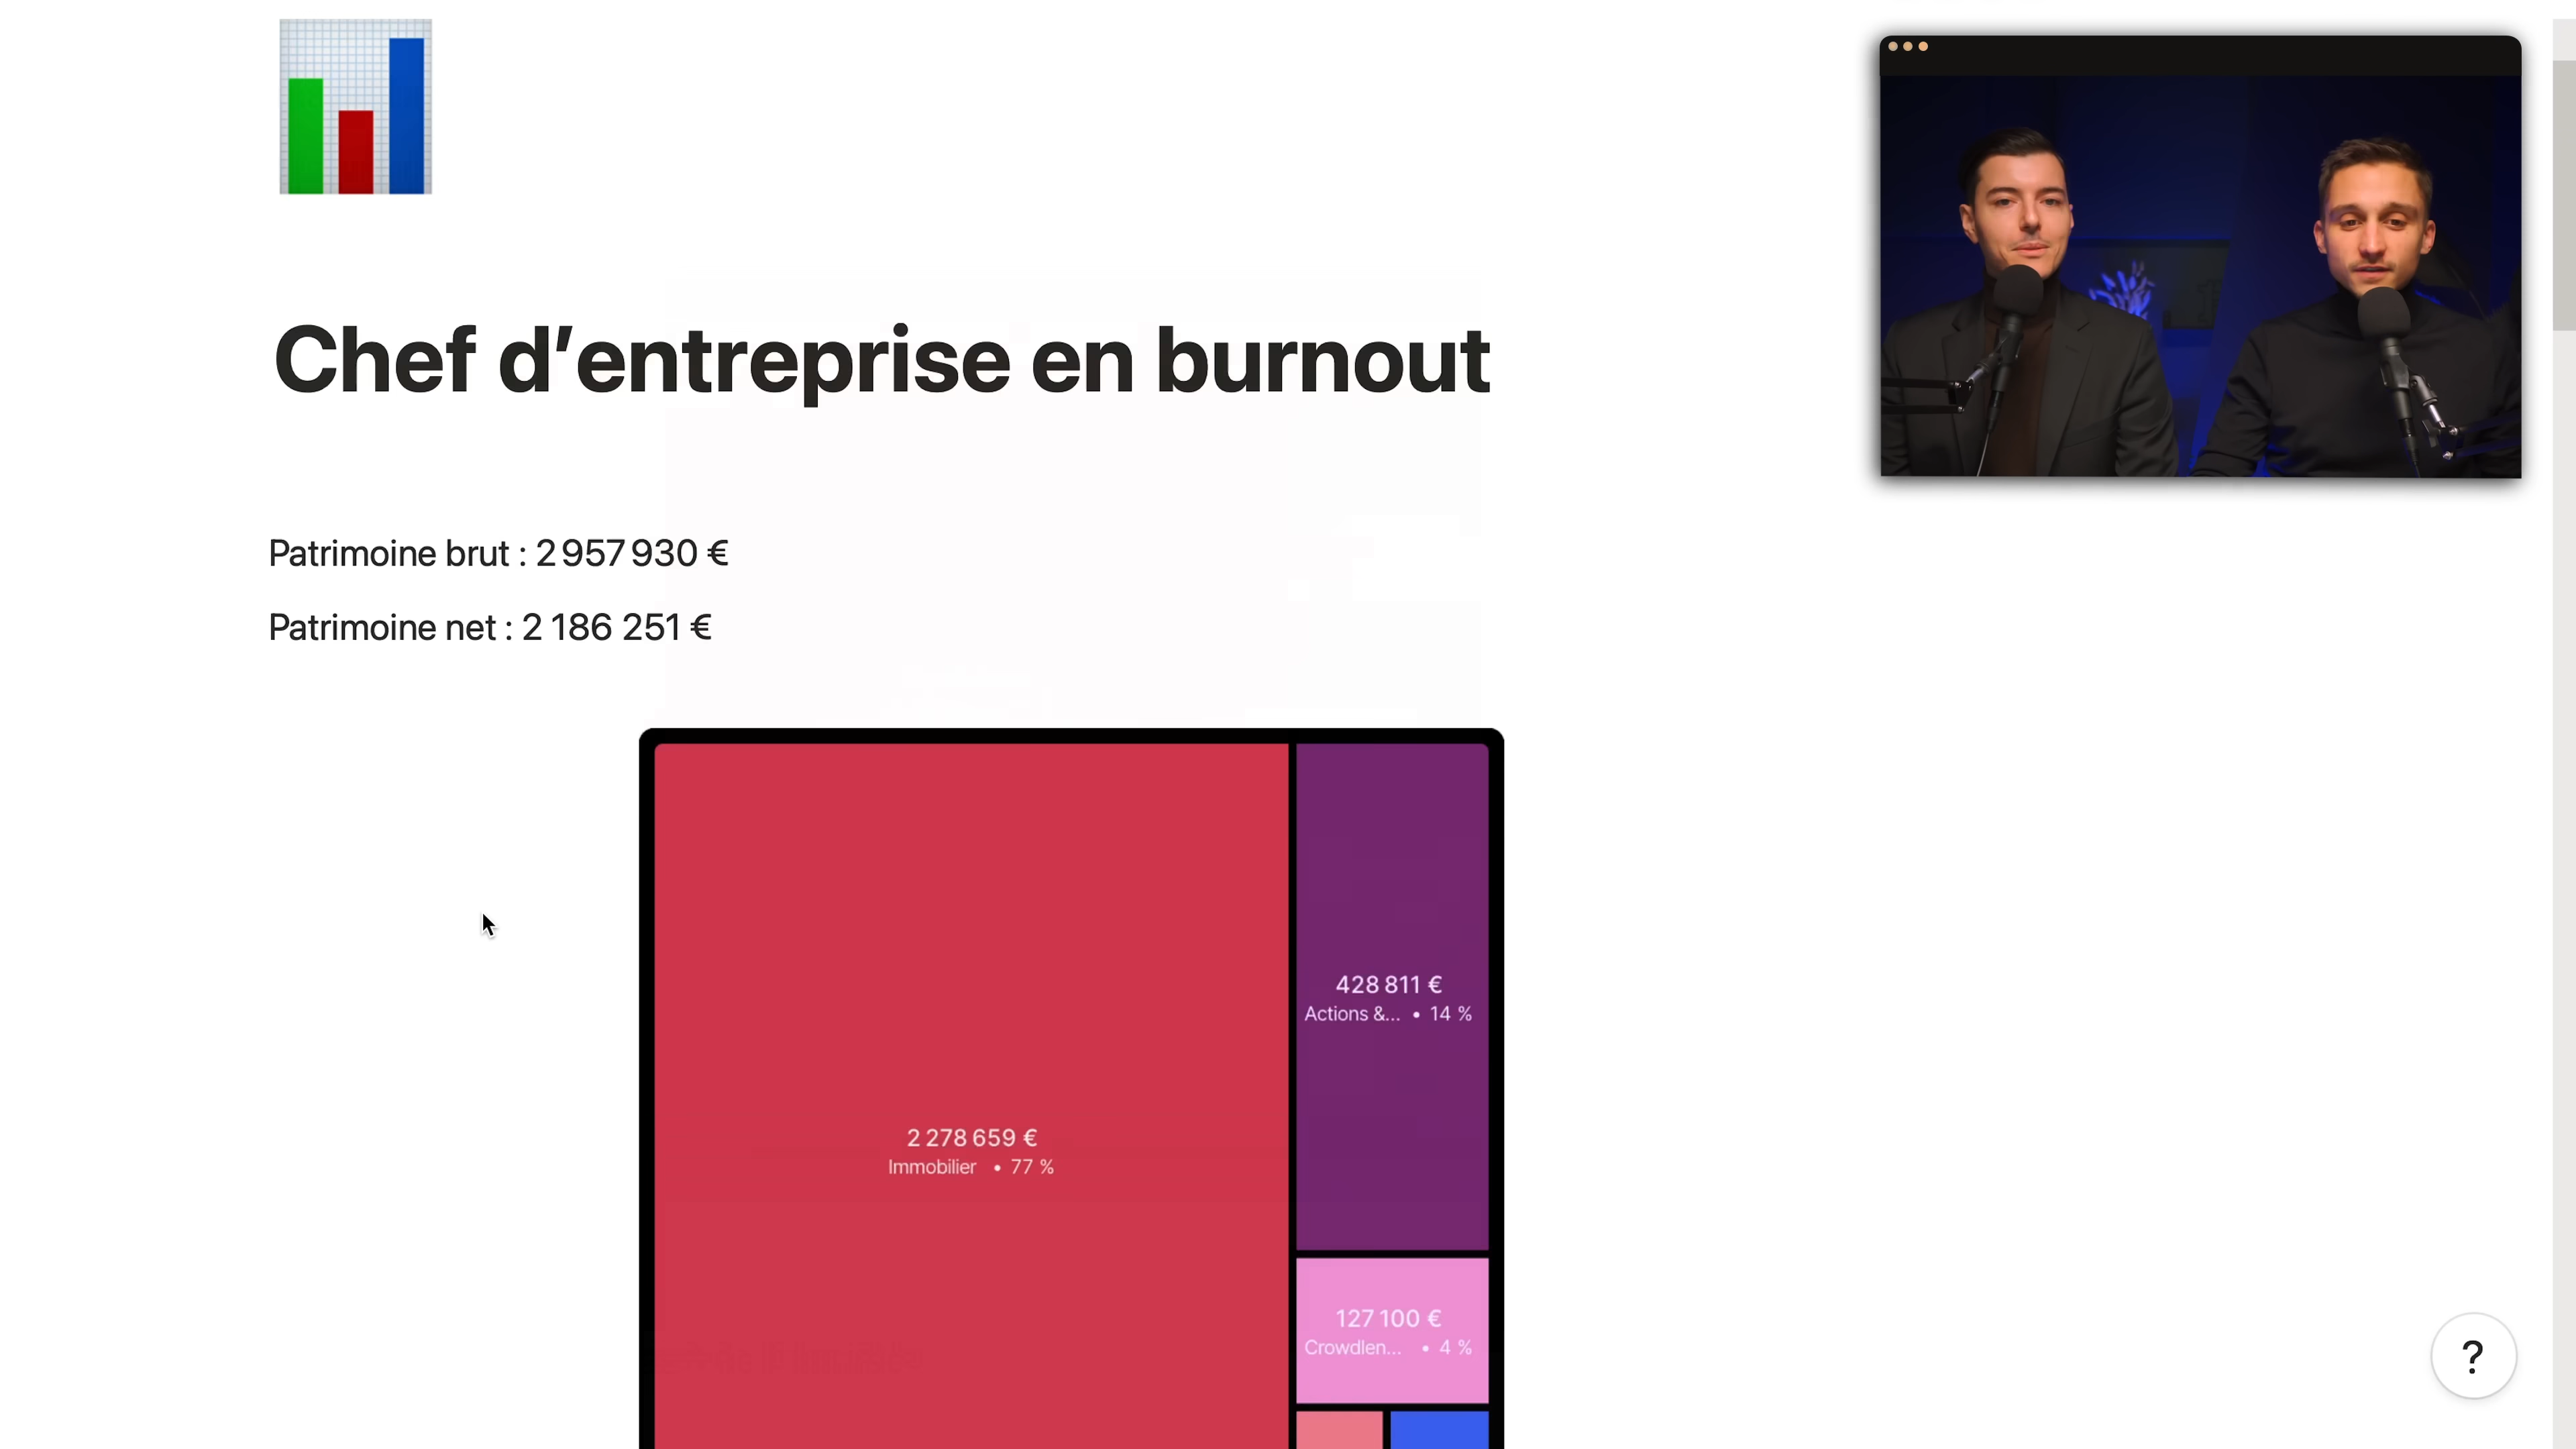 Chef d’entreprise en burnout
Patrimoine brut : 2 957 930 €
Patrimoine net : 2 186 251 €
428 811 €
Actions &... • 14 %
2 278 659 €
Immobilier • 77 %
127 100 €
Crowdlen... • 4 %
?